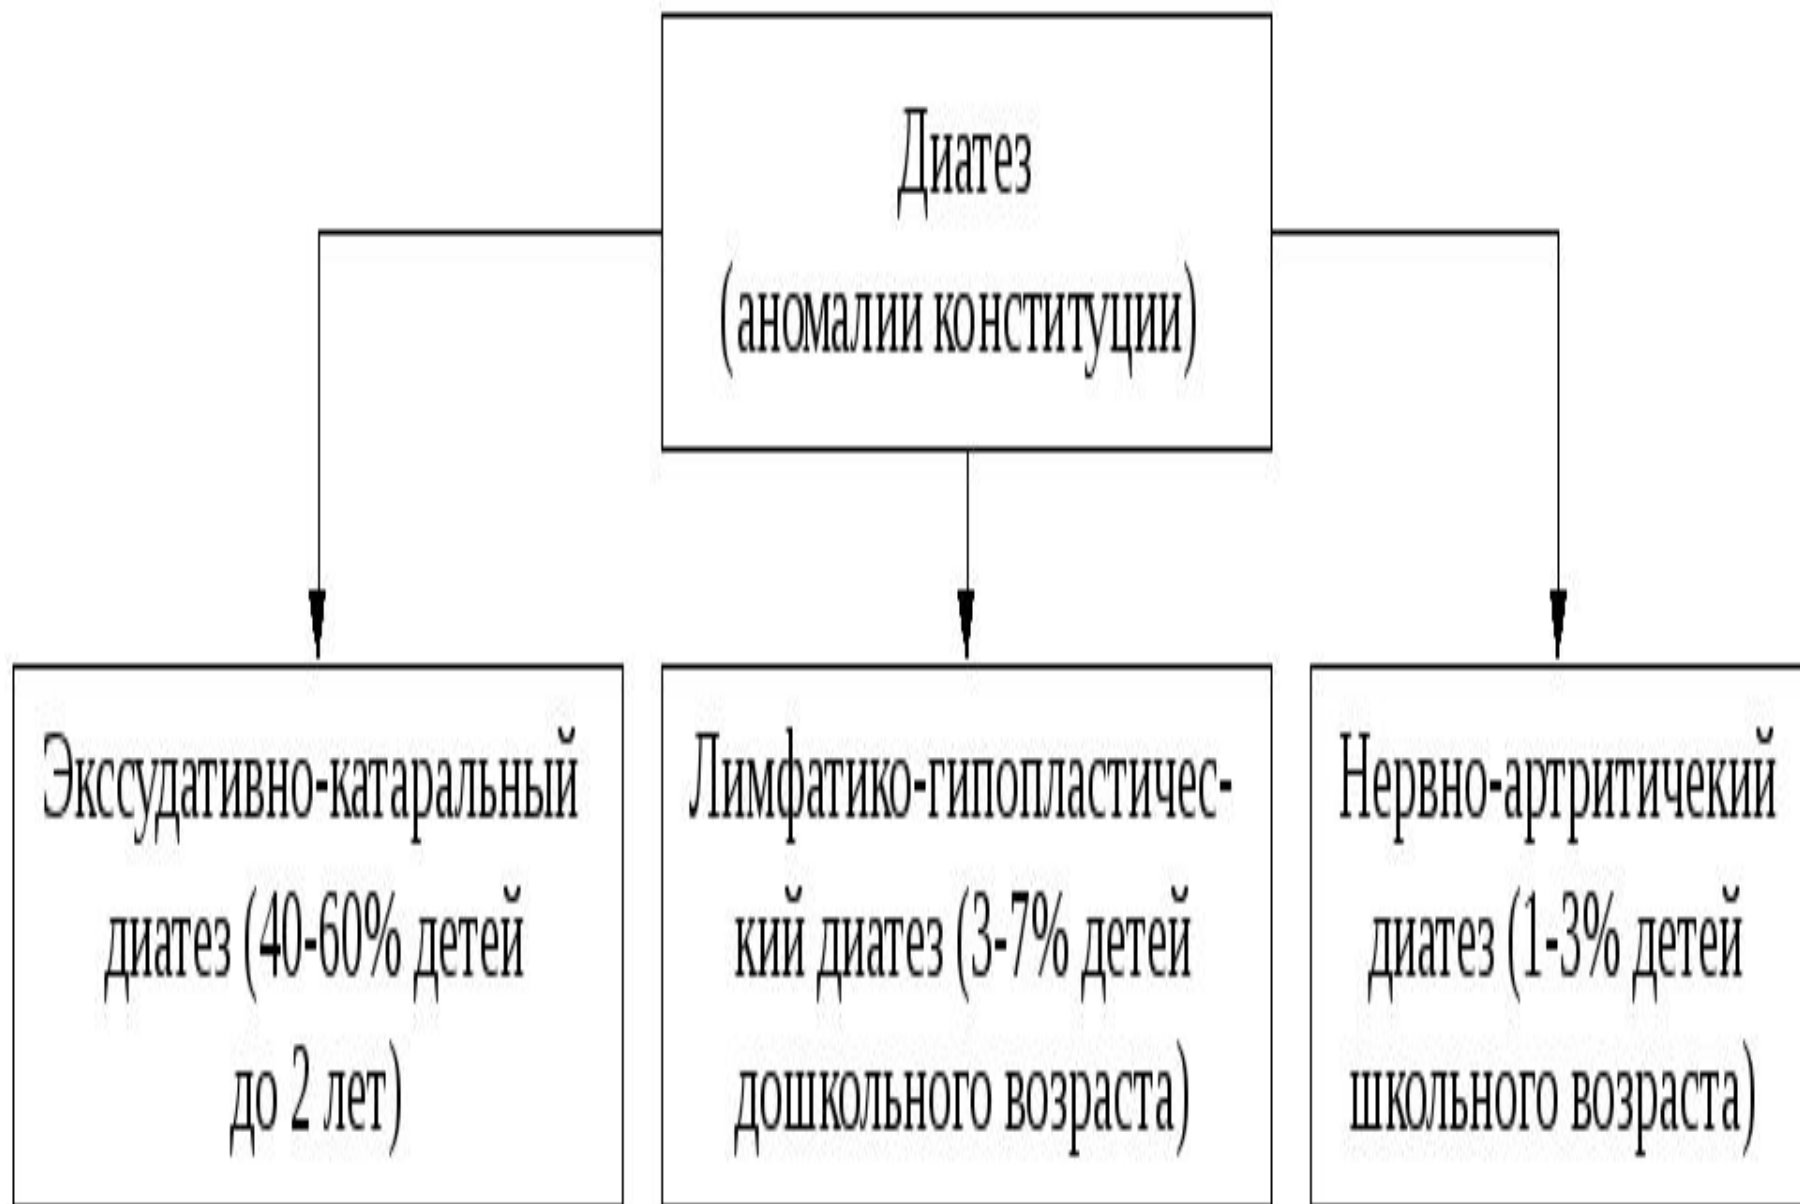 Диатез
(аномалии конституции)
Экссудативно-катаральный
диатез (40-60% детей
до 2 лет)
Лимфатико-гипопластичес-
кий диатез (3-7% детей
дошкольного возраста)
Нервно-артритичекий
диатез (1-3% детей
школьного возраста)